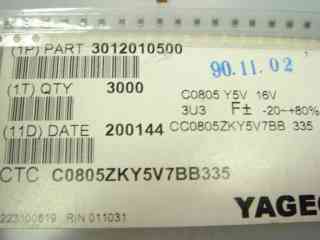 (1P) PART 3012010500
90.11.02
(1T) QTY 3000
C0805 Y5V 16V
3U3 F± -20~+80%
(11D) DATE 200144 CC0805ZKY5V7BB 335
CTC C0805ZKY5V7BB335
YAGEO
223100619 R/N 011031